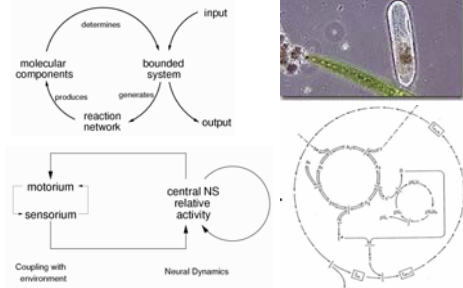 determines
input
molecular
components
bounded
system
produces
generates
reaction
network
output
motorium
sensorium
central NS
relative
activity
Coupling with
environment
Neural Dynamics